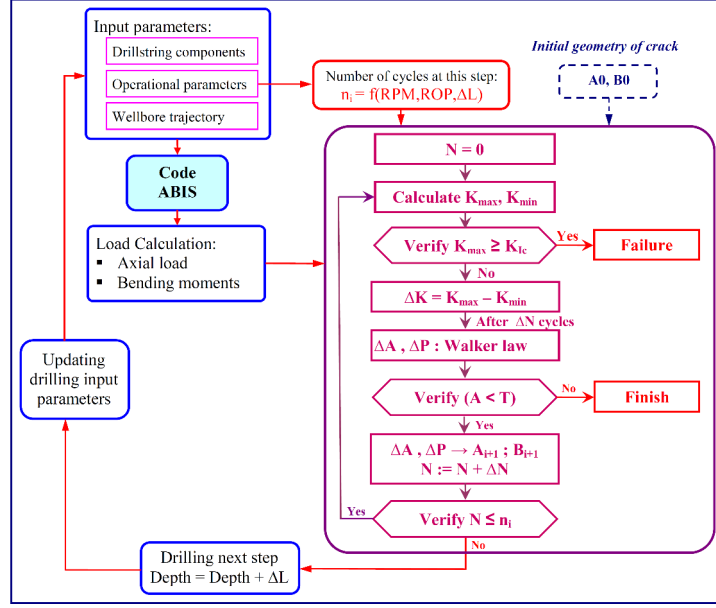 Input parameters:
Drillstring components
Operational parameters
Wellbore trajectory
Number of cycles at this step:
nᵢ = f(RPM,ROP,ΔL)
Initial geometry of crack
A0, B0
Code
ABIS
Load Calculation:
▪ Axial load
▪ Bending moments
N = 0
Calculate Kmax, Kmin
Verify Kmax ≥ KIc
Yes
Failure
No
ΔK = Kmax – Kmin
After ΔN cycles
ΔA , ΔP : Walker law
Verify (A < T)
No
Finish
Yes
ΔA , ΔP → Ai+1 ; Bi+1
N := N + ΔN
Verify N ≤ nᵢ
Yes
No
Updating
drilling input
parameters
Drilling next step
Depth = Depth + ΔL